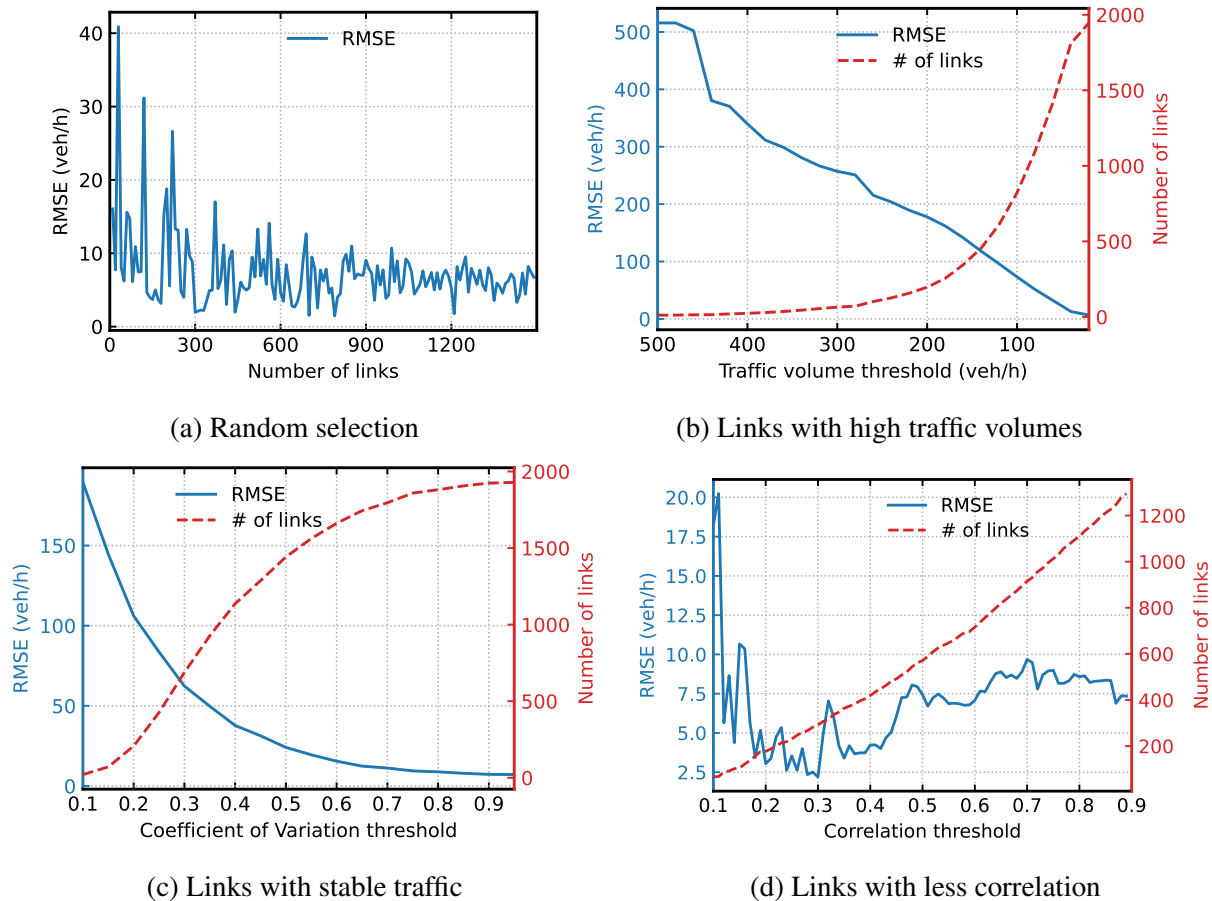 RMSE
RMSE (veh/h)
40
30
20
10
0
0 300 600 900 1200
Number of links
(a) Random selection
RMSE
# of links
RMSE (veh/h)
500
400
300
200
100
0
Number of links
2000
1500
1000
500
0
500 400 300 200 100
Traffic volume threshold (veh/h)
(b) Links with high traffic volumes
RMSE
# of links
RMSE (veh/h)
150
100
50
0
Number of links
2000
1500
1000
500
0
0.1 0.2 0.3 0.4 0.5 0.6 0.7 0.8 0.9
Coefficient of Variation threshold
(c) Links with stable traffic
RMSE
# of links
RMSE (veh/h)
20.0
17.5
15.0
12.5
10.0
7.5
5.0
2.5
Number of links
1200
1000
800
600
400
200
0.1 0.2 0.3 0.4 0.5 0.6 0.7 0.8 0.9
Correlation threshold
(d) Links with less correlation